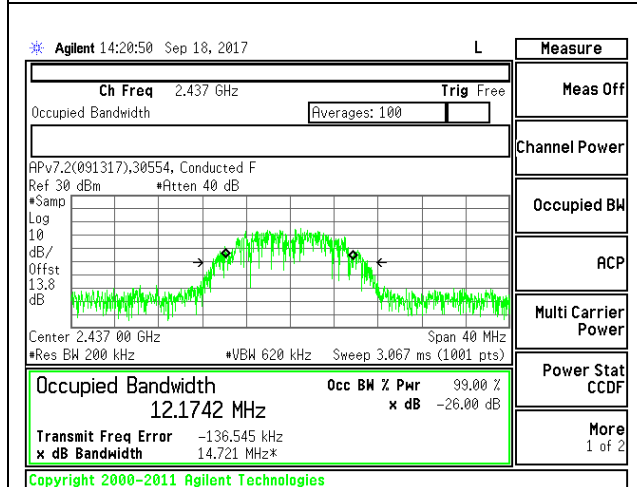 Agilent 14:20:50 Sep 18, 2017 L
Measure
Ch Freq 2.437 GHz Trig Free
Meas Off
Occupied Bandwidth Averages: 100
Channel Power
APv7.2(091317),30554, Conducted F
Ref 30 dBm #Atten 40 dB
#Samp
Log
10
dB/
Offst
13.8
dB
Occupied BW
ACP
Multi Carrier
Power
Center 2.437 00 GHz Span 40 MHz
#Res BW 200 kHz #VBW 620 kHz Sweep 3.067 ms (1001 pts)
Power Stat
CCDF
Occupied Bandwidth Occ BW % Pwr 99.00 %
12.1742 MHz x dB -26.00 dB
Transmit Freq Error -136.545 kHz
x dB Bandwidth 14.721 MHz*
More
1 of 2
Copyright 2000-2011 Agilent Technologies